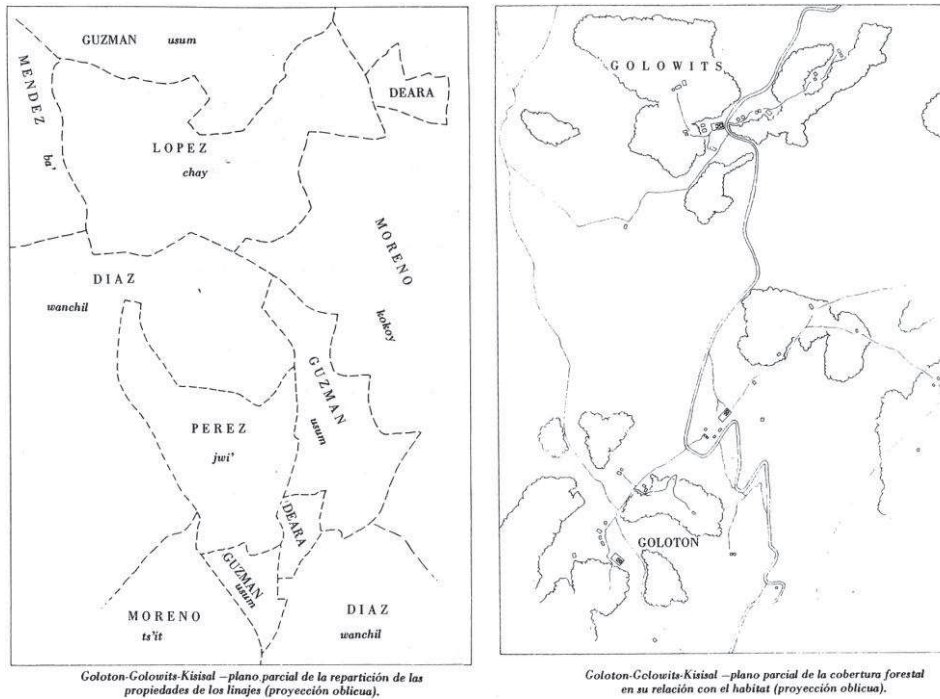 GUZMAN usum
MENDEZ
ba'
DEARA
LOPEZ
chay
MORENO
kokoy
DIAZ
wanchil
GUZMAN
usum
PEREZ
jwi'
DEARA
GUZMAN
usum
MORENO
ts'it
DIAZ
wanchil
Goloton-Golowits-Kisisal —plano parcial de la repartición de las
propiedades de los linajes (proyección oblicua).
GOLOWITS
GOLOTON
Goloton-Golowits-Kisisal —plano parcial de la cobertura forestal
en su relación con el habitat (proyección oblicua).